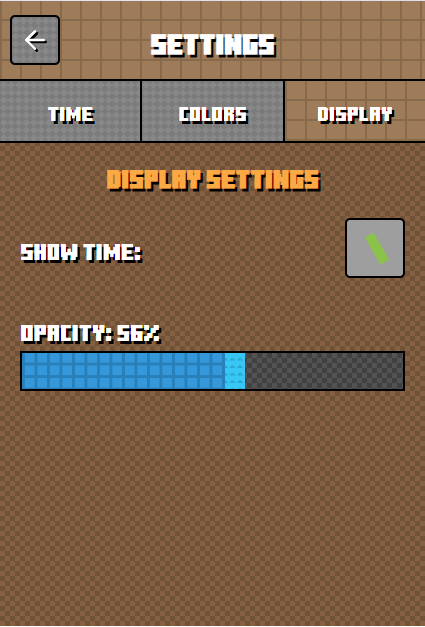 SETTINGS
TIME COLORS DISPLAY
DISPLAY SETTINGS
SHOW TIME:
OPACITY: 56%